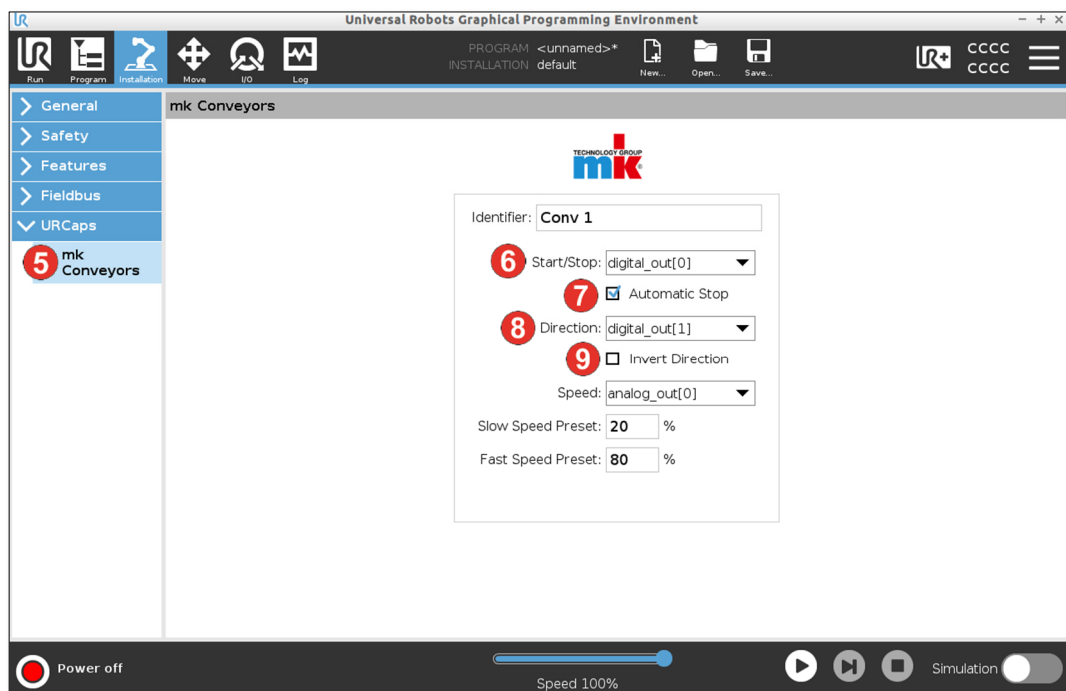 UR
Universal Robots Graphical Programming Environment
UR
Run
Program
Installation
Move
I/O
Log
PROGRAM <unnamed>*
INSTALLATION default
New...
Open...
Save...
UR+
CCCC
CCCC
General
Safety
Features
Fieldbus
URCaps
5 mk
Conveyors
mk Conveyors
TECHNOLOGY GROUP
mk®
Identifier: Conv 1
6 Start/Stop: digital_out[0]
7 Automatic Stop
8 Direction: digital_out[1]
9 Invert Direction
Speed: analog_out[0]
Slow Speed Preset: 20 %
Fast Speed Preset: 80 %
Power off
Speed 100%
Simulation